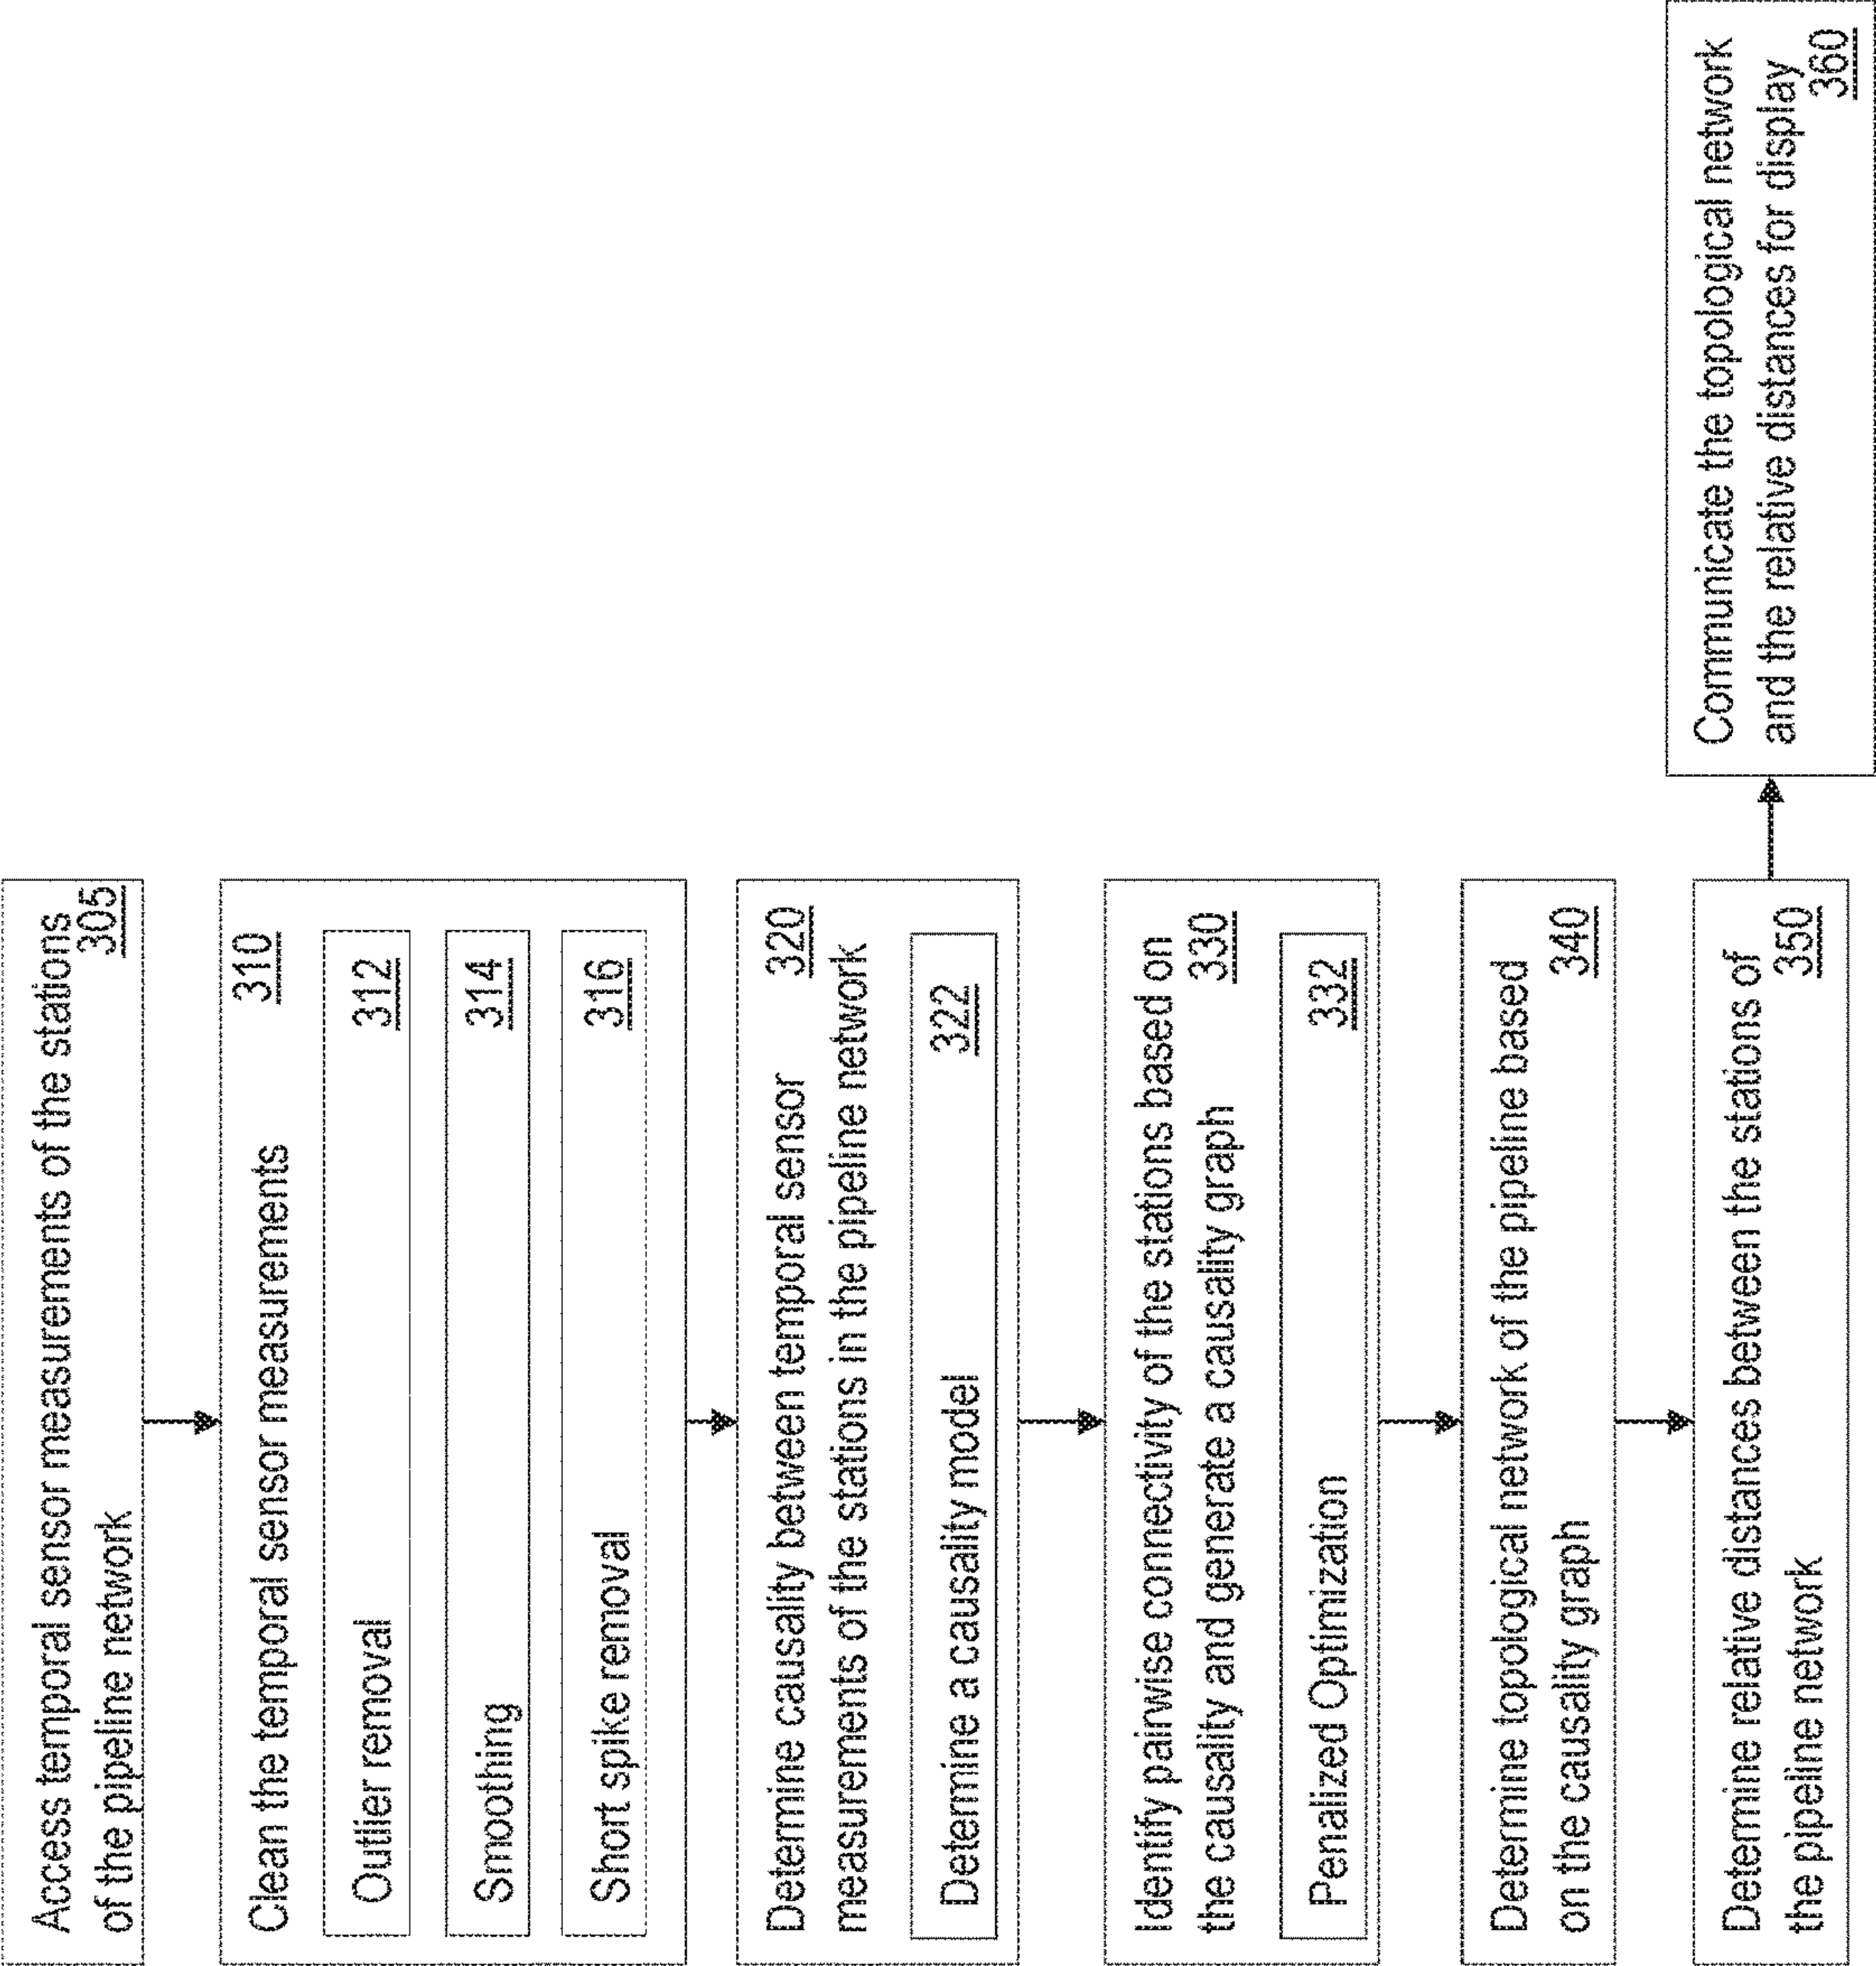 Access temporal sensor measurements of the stations
of the pipeline network 305
Clean the temporal sensor measurements 310
Outlier removal 312
Smoothing 314
Short spike removal 316
Determine causality between temporal sensor 320
measurements of the stations in the pipeline network
Determine a causality model 322
Identify pairwise connectivity of the stations based on
the causality and generate a causality graph 330
Penalized Optimization 332
Determine topological network of the pipeline based
on the causality graph 340
Determine relative distances between the stations of
the pipeline network 350
Communicate the topological network
and the relative distances for display
360